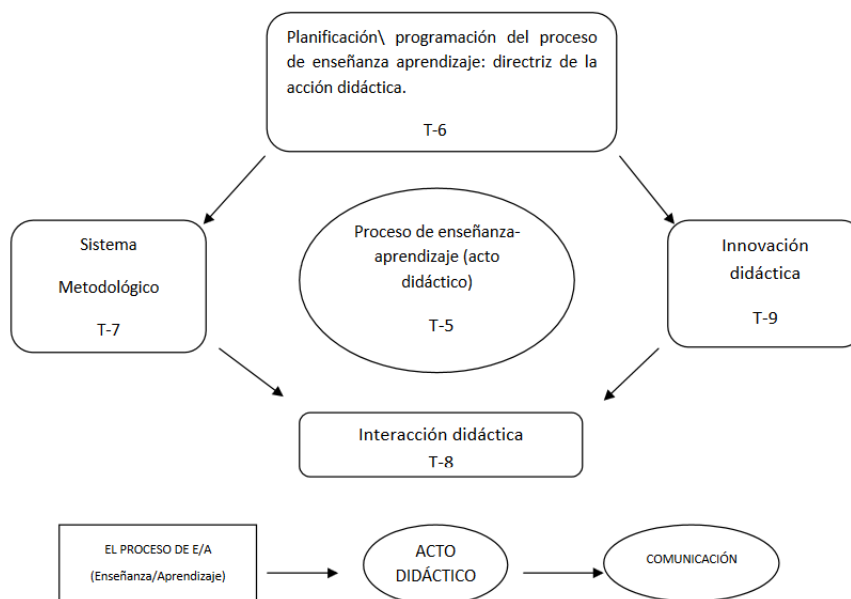 Planificación\ programación del proceso
de enseñanza aprendizaje: directriz de la
acción didáctica.
T-6
Sistema
Metodológico
T-7
Proceso de enseñanza-
aprendizaje (acto
didáctico)
T-5
Innovación
didáctica
T-9
Interacción didáctica
T-8
EL PROCESO DE E/A
(Enseñanza/Aprendizaje)
ACTO
DIDÁCTICO
COMUNICACIÓN